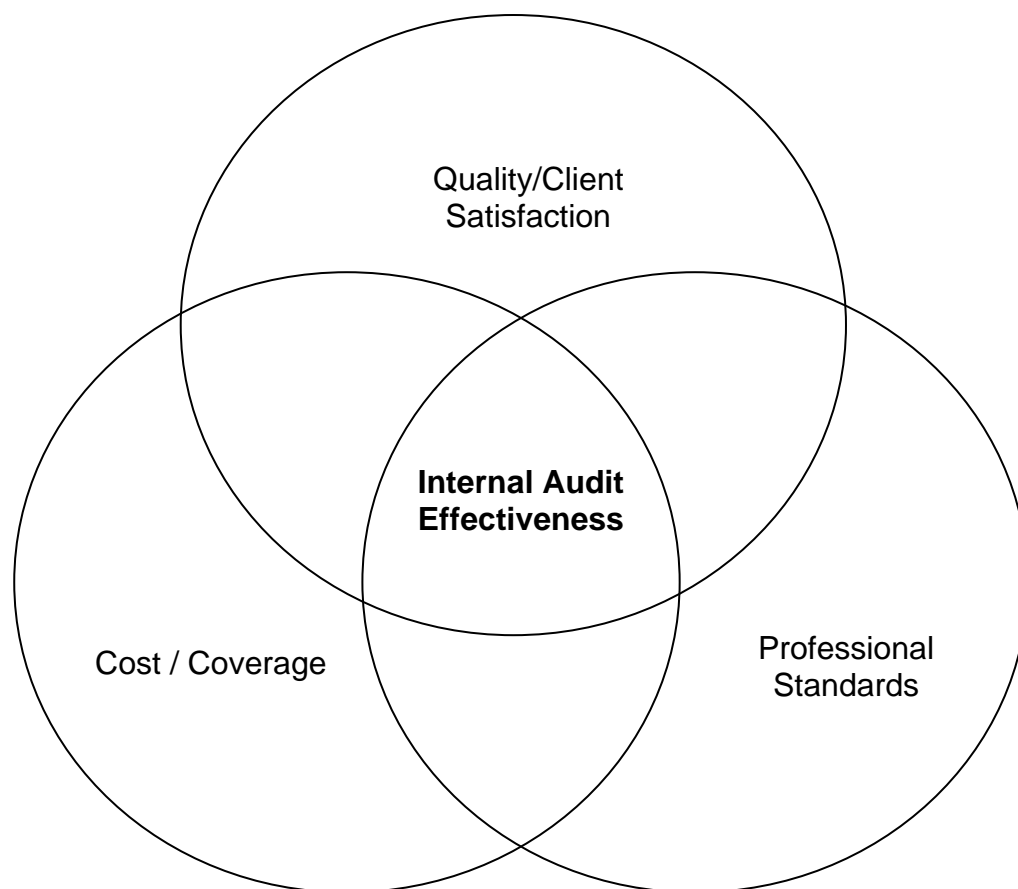 Quality/Client
Satisfaction
Internal Audit
Effectiveness
Cost / Coverage
Professional
Standards